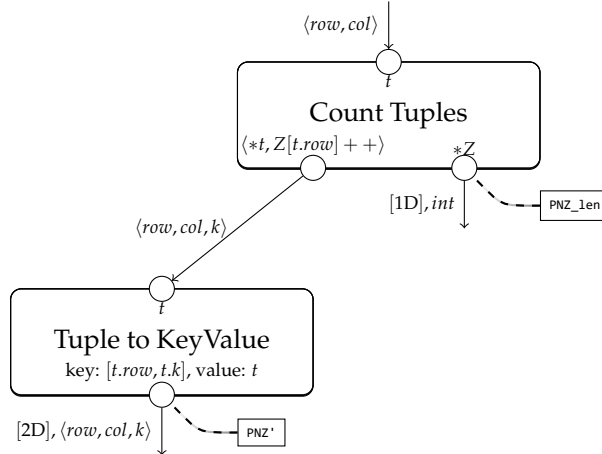 ⟨row, col⟩
t
Count Tuples
⟨*t, Z[t.row] + +⟩
*Z
[1D], int
PNZ_len
⟨row, col, k⟩
t
Tuple to KeyValue
key: [t.row, t.k], value: t
[2D], ⟨row, col, k⟩
PNZ'